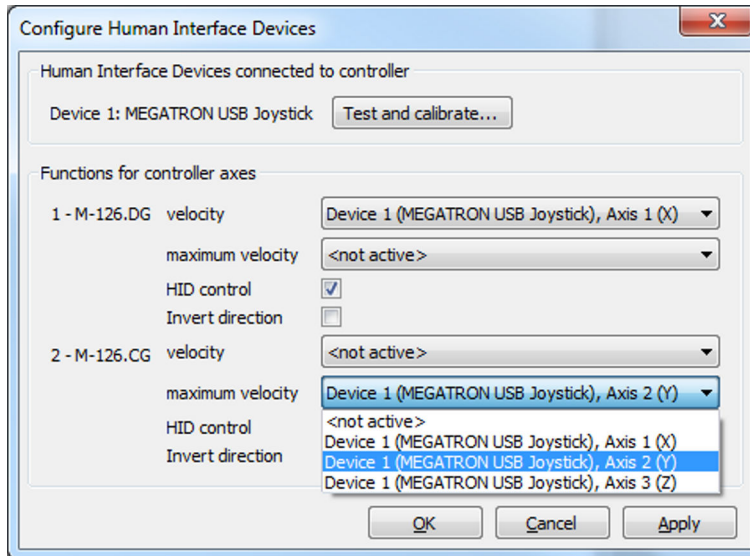 Configure Human Interface Devices
Human Interface Devices connected to controller
Device 1: MEGATRON USB Joystick Test and calibrate...
Functions for controller axes
1 - M-126.DG velocity Device 1 (MEGATRON USB Joystick), Axis 1 (X)
maximum velocity <not active>
HID control
Invert direction
2 - M-126.CG velocity <not active>
maximum velocity Device 1 (MEGATRON USB Joystick), Axis 2 (Y)
HID control <not active>
Device 1 (MEGATRON USB Joystick), Axis 1 (X)
Invert direction Device 1 (MEGATRON USB Joystick), Axis 2 (Y)
Device 1 (MEGATRON USB Joystick), Axis 3 (Z)
OK Cancel Apply